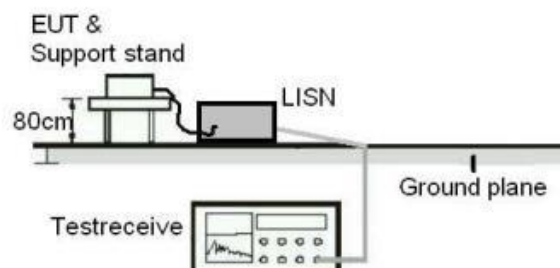 EUT &
Support stand
LISN
80cm
Ground plane
Testreceive